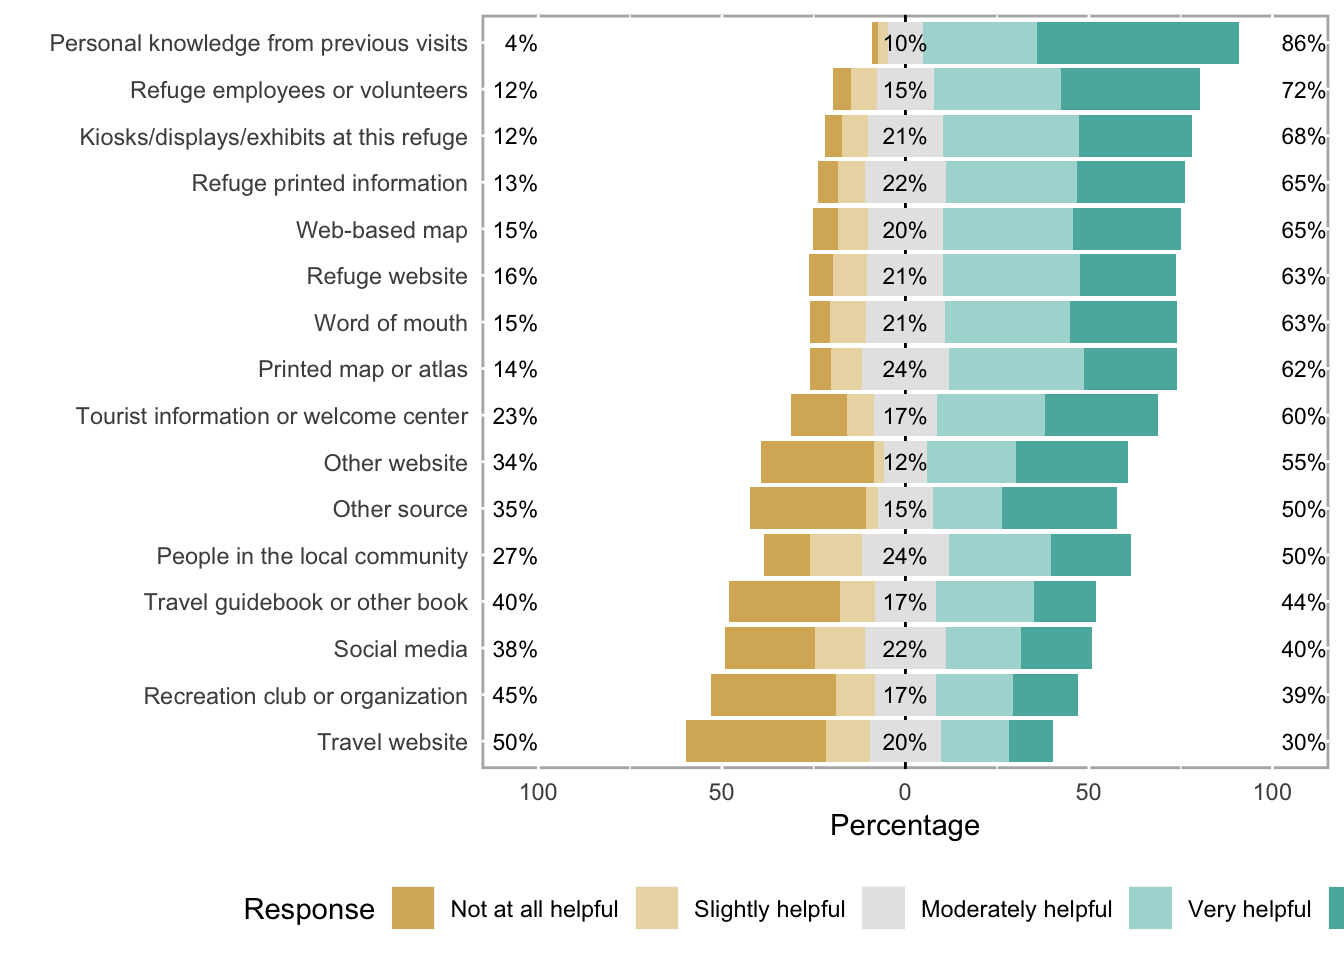 Personal knowledge from previous visits 4% 10% 86%
Refuge employees or volunteers 12% 15% 72%
Kiosks/displays/exhibits at this refuge 12% 21% 68%
Refuge printed information 13% 22% 65%
Web-based map 15% 20% 65%
Refuge website 16% 21% 63%
Word of mouth 15% 21% 63%
Printed map or atlas 14% 24% 62%
Tourist information or welcome center 23% 17% 60%
Other website 34% 12% 55%
Other source 35% 15% 50%
People in the local community 27% 24% 50%
Travel guidebook or other book 40% 17% 44%
Social media 38% 22% 40%
Recreation club or organization 45% 17% 39%
Travel website 50% 20% 30%
100 50 0 50 100
Percentage
Response Not at all helpful Slightly helpful Moderately helpful Very helpful